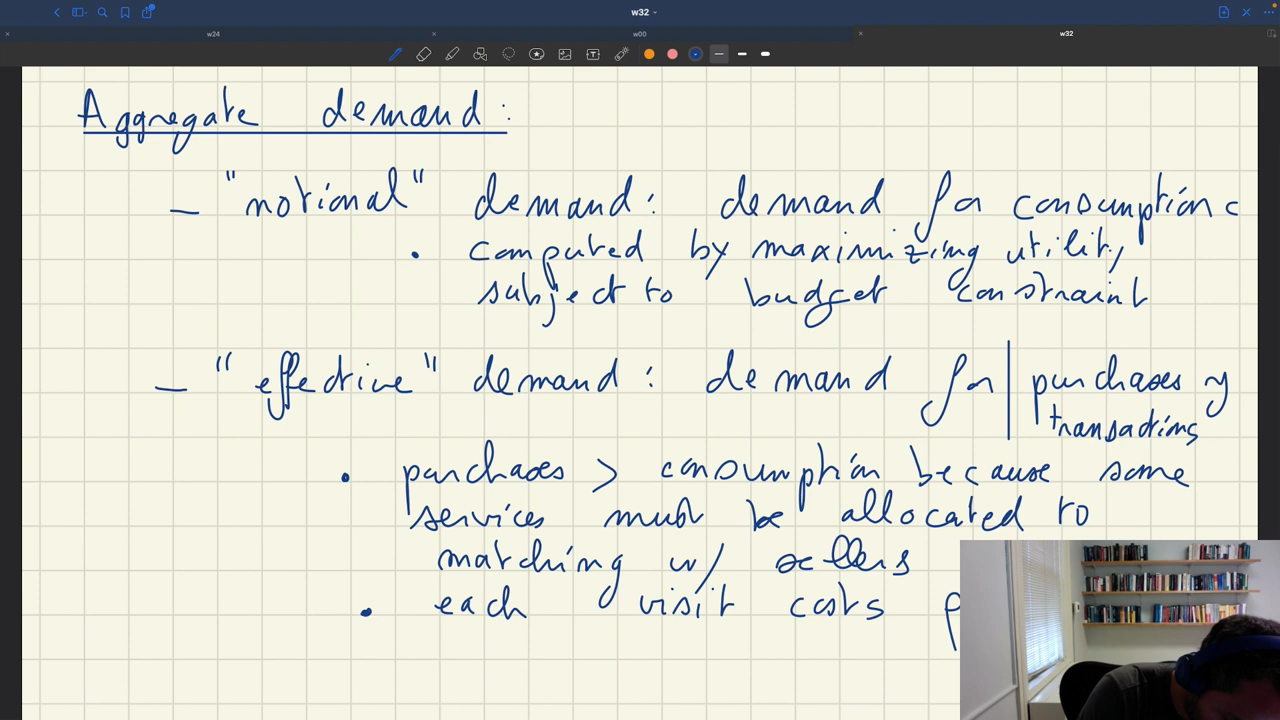 w32
w24
w00
w32
Aggregate demand:
- "notional" demand: demand for consumption c
• computed by maximizing utility
subject to budget constraint
- "effective" demand: demand for | purchases y
transactions
• purchases > consumption because some
services must be allocated to
matching w/ sellers
• each visit costs